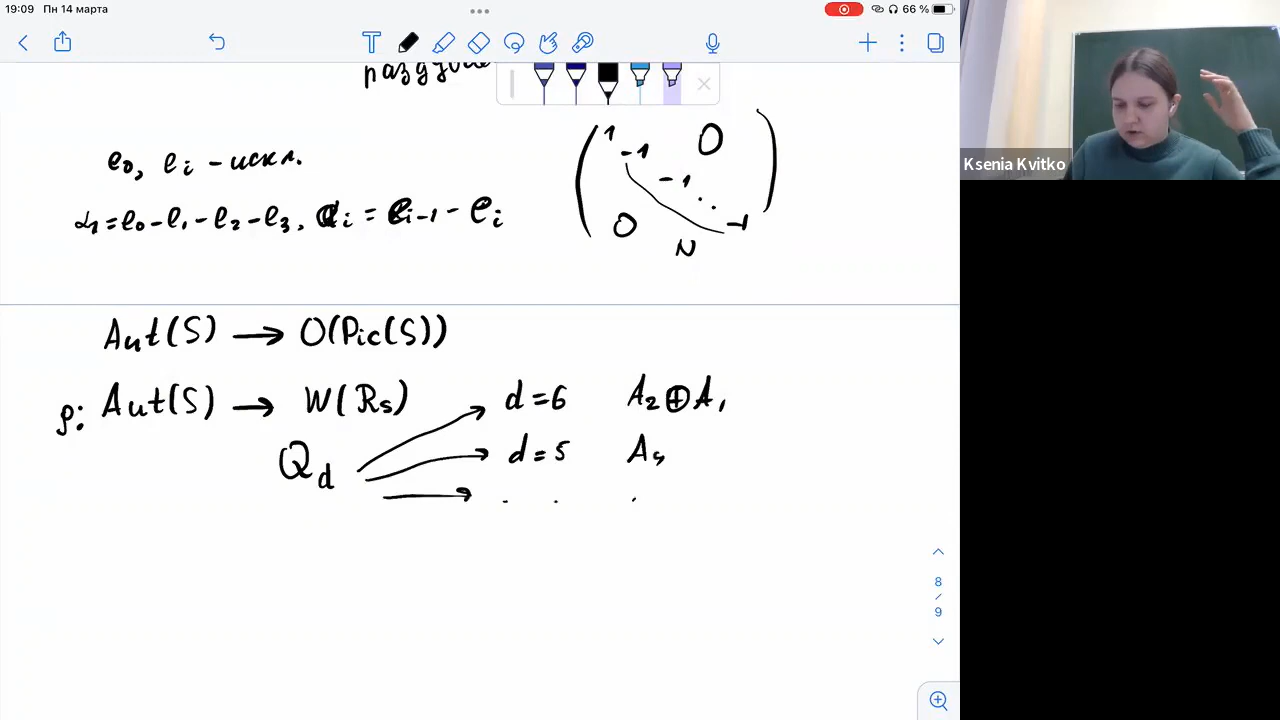 19:09 Пн 14 марта
66 %
T
Ksenia Kvitko
e₀, eᵢ - искл.
α₁ = e₀ - e₁ - e₂ - e₃, αᵢ = eᵢ₋₁ - eᵢ
1 0
-1
-1 . .
0 -1
N
Aut(S) → O(Pic(S))
ρ: Aut(S) → W(Rₛ)
d = 6 A₂ ⊕ A₁
Q_d
d = 5 A₄
. . .
8
/
9